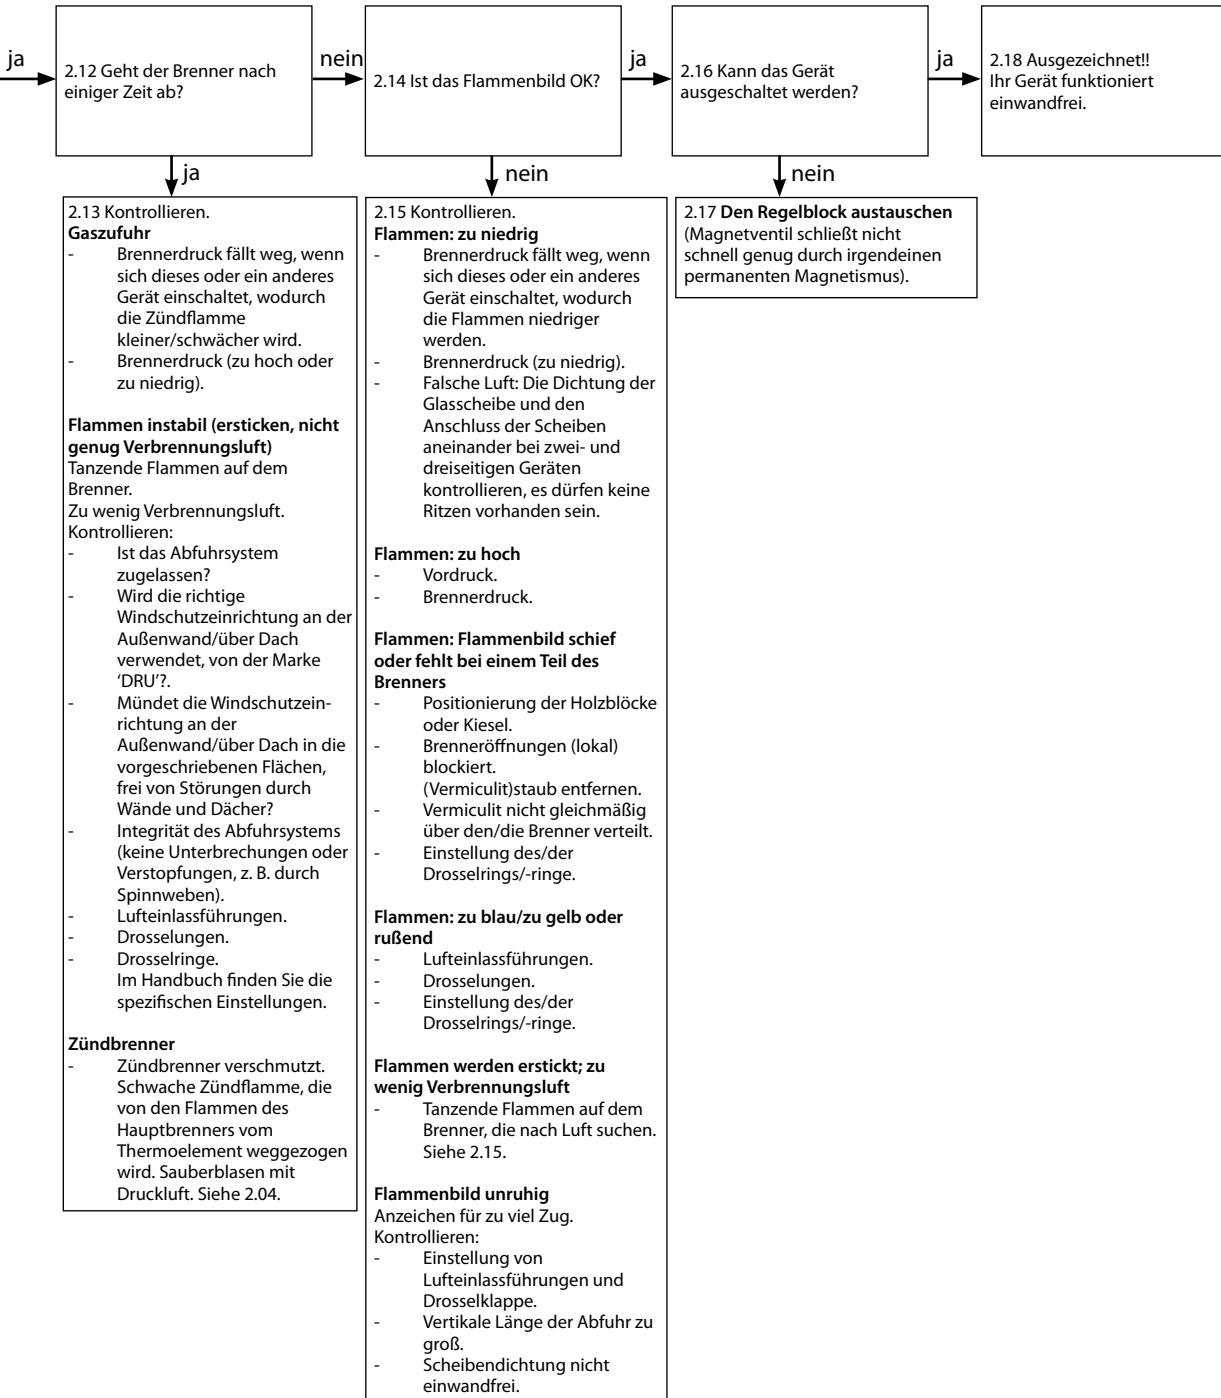 ja
2.12 Geht der Brenner nach
einiger Zeit ab?
nein
2.14 Ist das Flammenbild OK?
ja
2.16 Kann das Gerät
ausgeschaltet werden?
ja
2.18 Ausgezeichnet!!
Ihr Gerät funktioniert
einwandfrei.
ja
nein
nein
2.13 Kontrollieren.
Gaszufuhr
- Brennerdruck fällt weg, wenn
sich dieses oder ein anderes
Gerät einschaltet, wodurch
die Zündflamme
kleiner/schwächer wird.
- Brennerdruck (zu hoch oder
zu niedrig).
Flammen instabil (ersticken, nicht
genug Verbrennungsluft)
Tanzende Flammen auf dem
Brenner.
Zu wenig Verbrennungsluft.
Kontrollieren:
- Ist das Abfuhrsystem
zugelassen?
- Wird die richtige
Windschutzeinrichtung an der
Außenwand/über Dach
verwendet, von der Marke
‘DRU’?.
- Mündet die Windschutzein-
richtung an der
Außenwand/über Dach in die
vorgeschriebenen Flächen,
frei von Störungen durch
Wände und Dächer?
- Integrität des Abfuhrsystems
(keine Unterbrechungen oder
Verstopfungen, z. B. durch
Spinnweben).
- Lufteinlassführungen.
- Drosselungen.
- Drosselringe.
Im Handbuch finden Sie die
spezifischen Einstellungen.
Zündbrenner
- Zündbrenner verschmutzt.
Schwache Zündflamme, die
von den Flammen des
Hauptbrenners vom
Thermoelement weggezogen
wird. Sauberblasen mit
Druckluft. Siehe 2.04.
2.15 Kontrollieren.
Flammen: zu niedrig
- Brennerdruck fällt weg, wenn
sich dieses oder ein anderes
Gerät einschaltet, wodurch
die Flammen niedriger
werden.
- Brennerdruck (zu niedrig).
- Falsche Luft: Die Dichtung der
Glasscheibe und den
Anschluss der Scheiben
aneinander bei zwei- und
dreiseitigen Geräten
kontrollieren, es dürfen keine
Ritzen vorhanden sein.
Flammen: zu hoch
- Vordruck.
- Brennerdruck.
Flammen: Flammenbild schief
oder fehlt bei einem Teil des
Brenners
- Positionierung der Holzblöcke
oder Kiesel.
- Brenneröffnungen (lokal)
blockiert.
(Vermiculit)staub entfernen.
- Vermiculit nicht gleichmäßig
über den/die Brenner verteilt.
- Einstellung des/der
Drosselrings/-ringe.
Flammen: zu blau/zu gelb oder
rußend
- Lufteinlassführungen.
- Drosselungen.
- Einstellung des/der
Drosselrings/-ringe.
Flammen werden erstickt; zu
wenig Verbrennungsluft
- Tanzende Flammen auf dem
Brenner, die nach Luft suchen.
Siehe 2.15.
Flammenbild unruhig
Anzeichen für zu viel Zug.
Kontrollieren:
- Einstellung von
Lufteinlassführungen und
Drosselklappe.
- Vertikale Länge der Abfuhr zu
groß.
- Scheibendichtung nicht
einwandfrei.
2.17 Den Regelblock austauschen
(Magnetventil schließt nicht
schnell genug durch irgendeinen
permanenten Magnetismus).